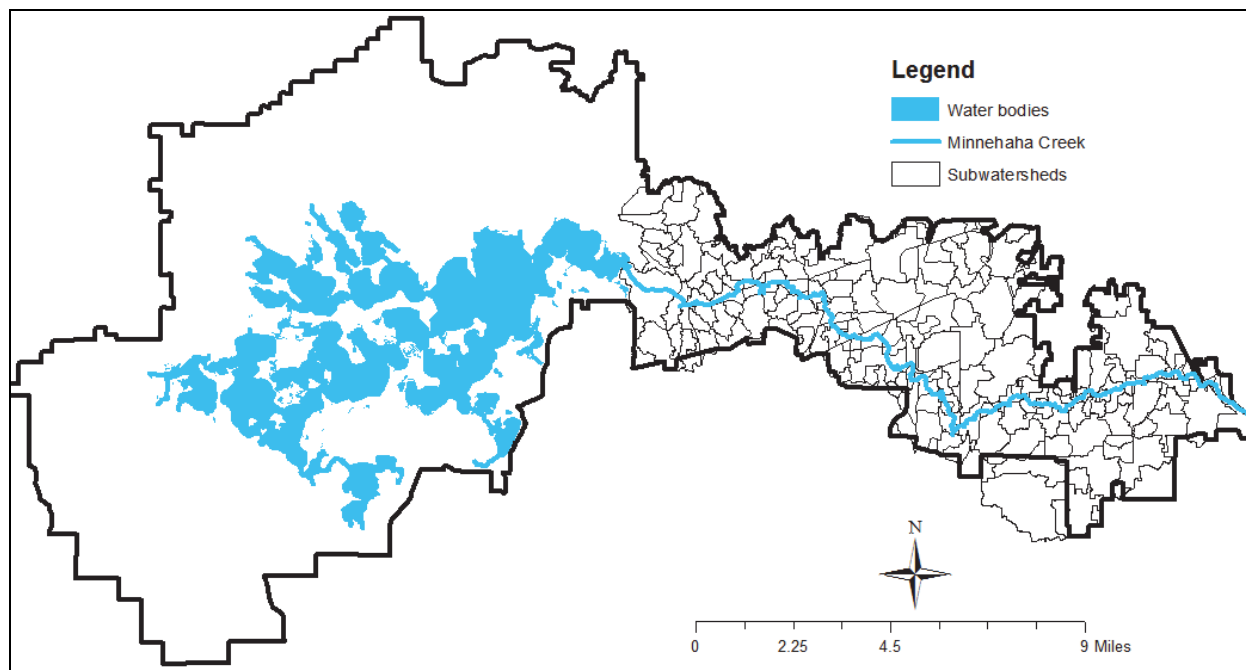 Legend
Water bodies
Minnehaha Creek
Subwatersheds
N
0 2.25 4.5 9 Miles